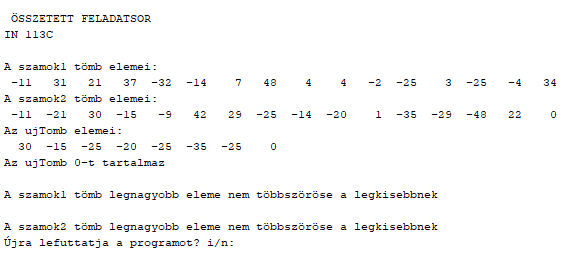 ÖSSZETETT FELADATSOR
IN 113C
A szamok1 tömb elemei:
-11 31 21 37 -32 -14 7 48 4 4 -2 -25 3 -25 -4 34
A szamok2 tömb elemei:
-11 -21 30 -15 -9 42 29 -25 -14 -20 1 -35 -29 -48 22 0
Az ujTomb elemei:
30 -15 -25 -20 -25 -35 -25 0
Az ujTomb 0-t tartalmaz
A szamok1 tömb legnagyobb eleme nem többszöröse a legkisebbnek
A szamok2 tömb legnagyobb eleme nem többszöröse a legkisebbnek
Újra lefuttatja a programot? i/n: